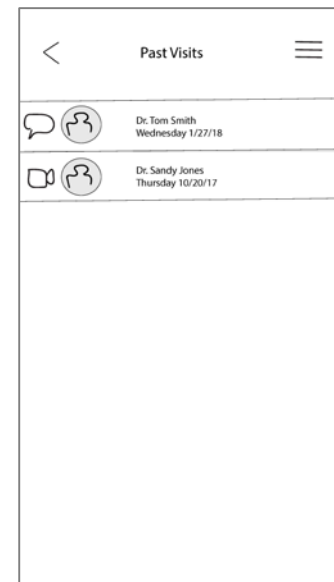 Past Visits
Dr. Tom Smith
Wednesday 1/27/18
Dr. Sandy Jones
Thursday 10/20/17